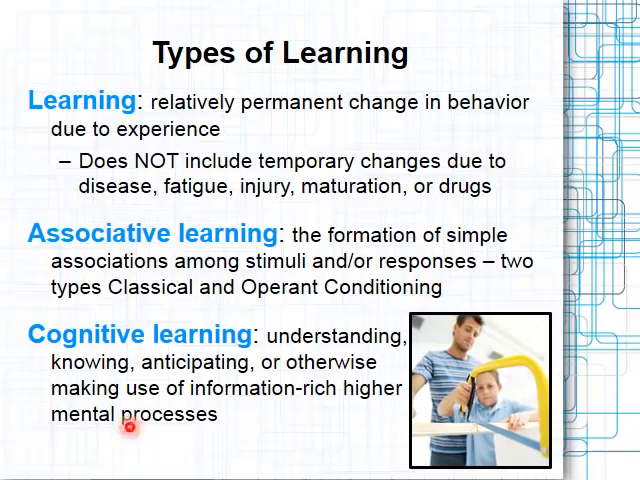 Types of Learning
Learning: relatively permanent change in behavior
due to experience
– Does NOT include temporary changes due to
disease, fatigue, injury, maturation, or drugs
Associative learning: the formation of simple
associations among stimuli and/or responses – two
types Classical and Operant Conditioning
Cognitive learning: understanding,
knowing, anticipating, or otherwise
making use of information-rich higher
mental processes